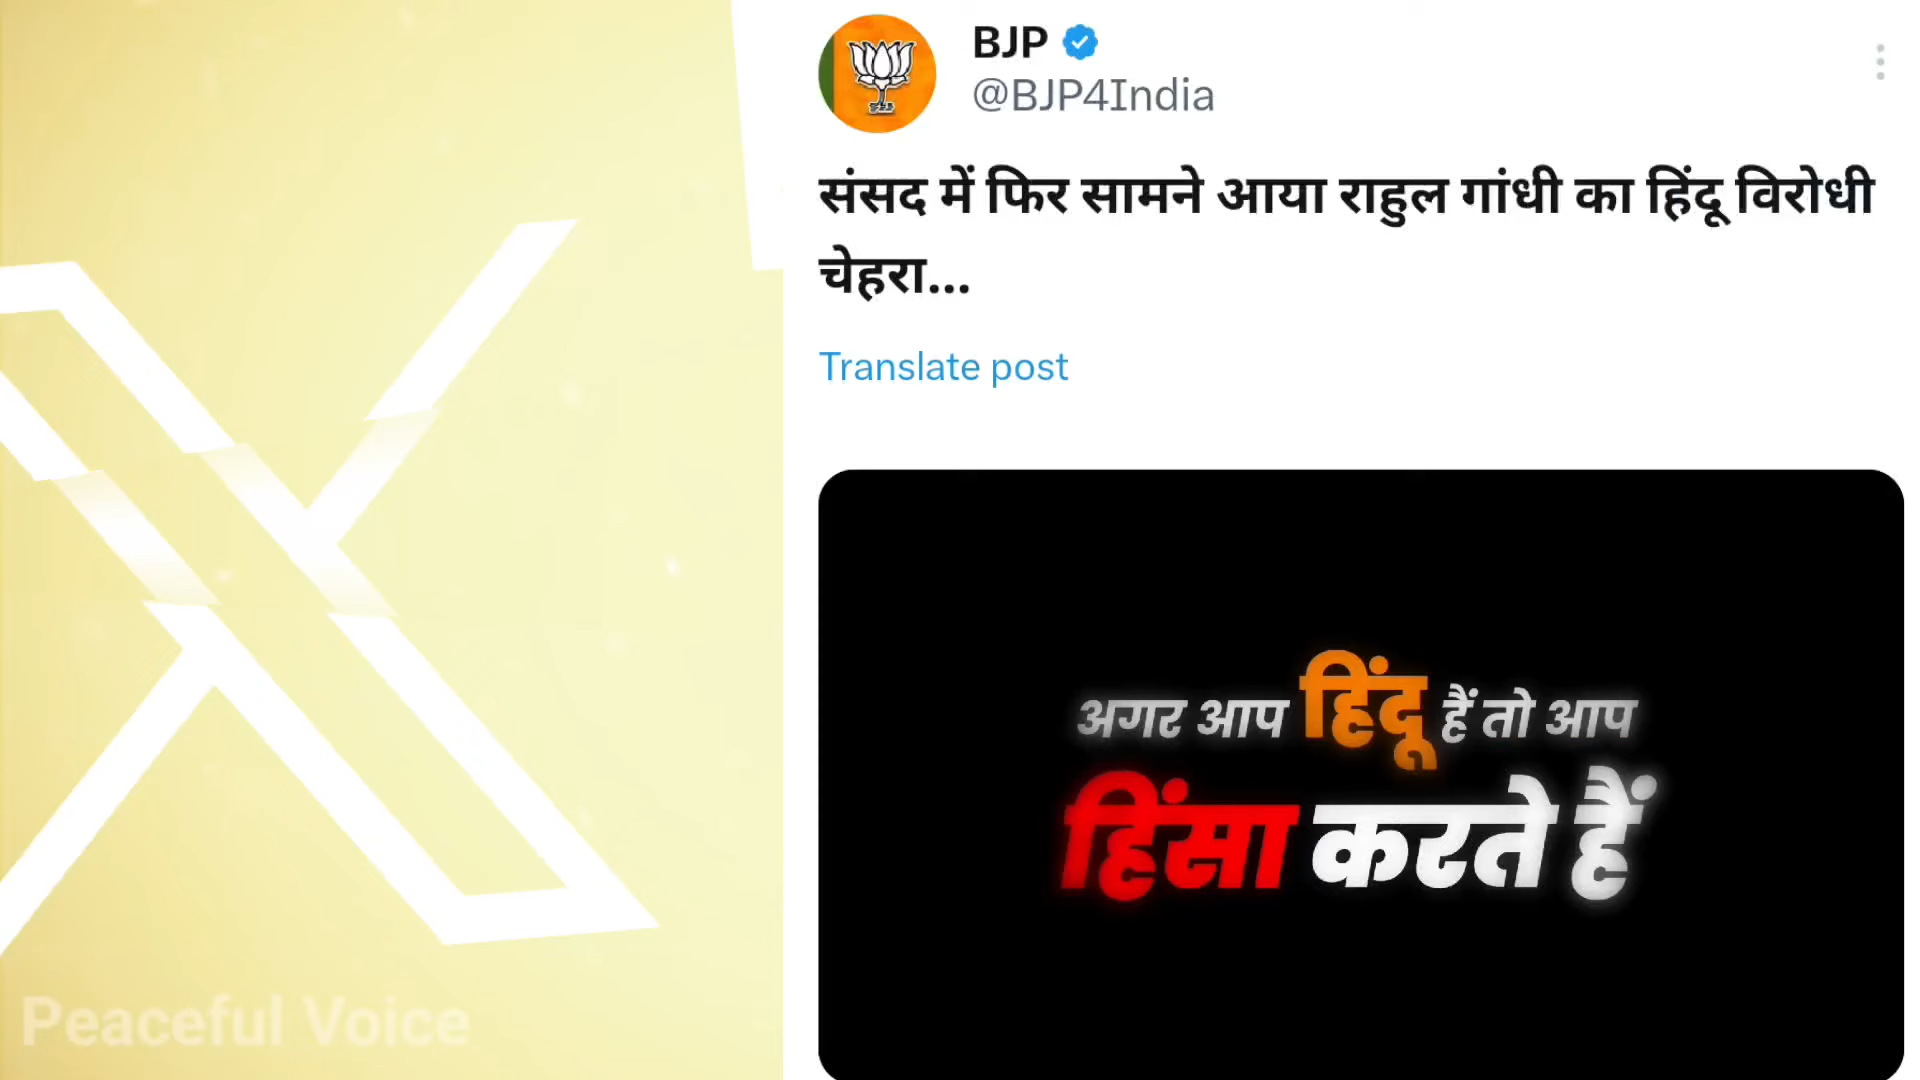 BJP
@BJP4India
संसद में फिर सामने आया राहुल गांधी का हिंदू विरोधी
चेहरा...
Translate post
अगर आप हिंदू हैं तो आप
हिंसा करते हैं
Peaceful Voice